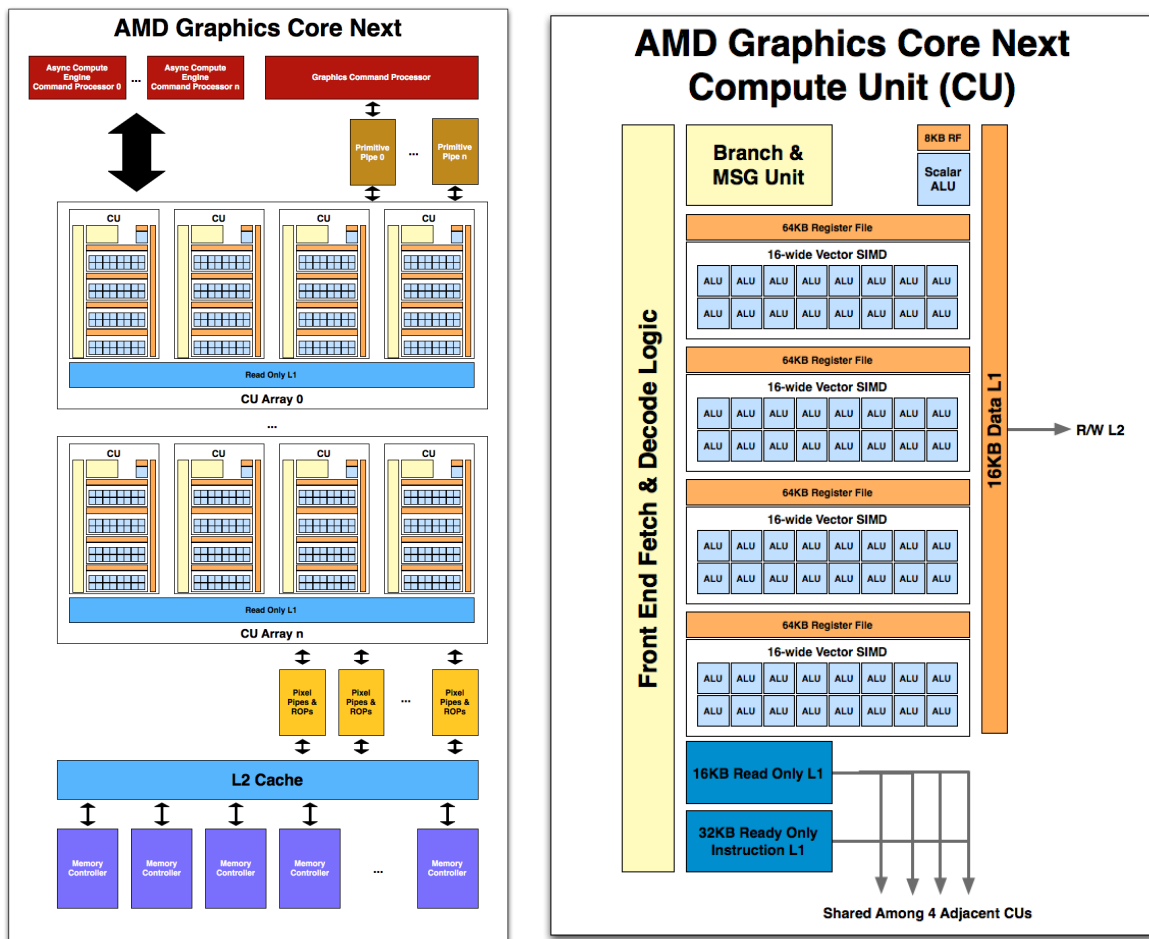 AMD Graphics Core Next
Async Compute
Engine
Command Processor 0
...
Async Compute
Engine
Command Processor n
Graphics Command Processor
Primitive
Pipe 0
...
Primitive
Pipe n
CU
CU
CU
CU
Read Only L1
CU Array 0
...
CU
CU
CU
CU
Read Only L1
CU Array n
Pixel
Pipes &
ROPs
Pixel
Pipes &
ROPs
...
Pixel
Pipes &
ROPs
L2 Cache
Memory
Controller
Memory
Controller
Memory
Controller
Memory
Controller
...
Memory
Controller
AMD Graphics Core Next
Compute Unit (CU)
Front End Fetch & Decode Logic
Branch &
MSG Unit
8KB RF
Scalar
ALU
64KB Register File
16-wide Vector SIMD
ALU ALU ALU ALU ALU ALU ALU ALU
ALU ALU ALU ALU ALU ALU ALU ALU
64KB Register File
16-wide Vector SIMD
ALU ALU ALU ALU ALU ALU ALU ALU
ALU ALU ALU ALU ALU ALU ALU ALU
64KB Register File
16-wide Vector SIMD
ALU ALU ALU ALU ALU ALU ALU ALU
ALU ALU ALU ALU ALU ALU ALU ALU
64KB Register File
16-wide Vector SIMD
ALU ALU ALU ALU ALU ALU ALU ALU
ALU ALU ALU ALU ALU ALU ALU ALU
16KB Data L1
R/W L2
16KB Read Only L1
32KB Ready Only
Instruction L1
Shared Among 4 Adjacent CUs